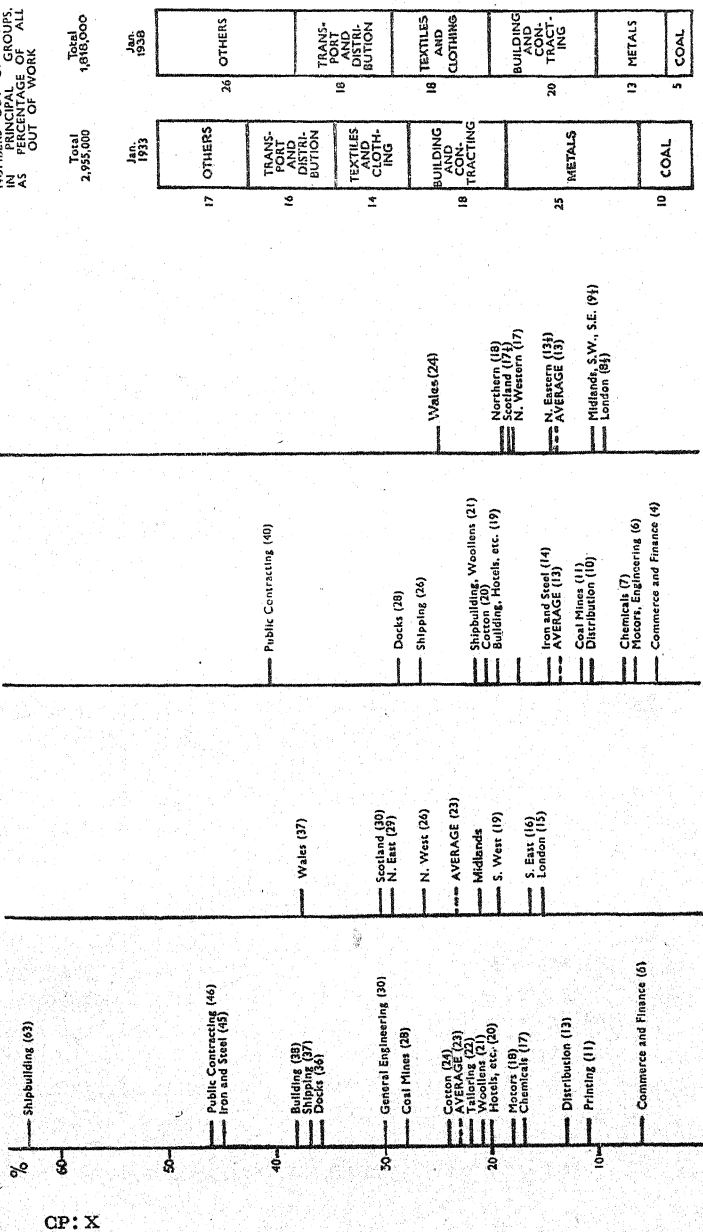 %
60
50
40
30
20
10
Shipbuilding (63)
Public Contracting (46)
Iron and Steel (45)
Building (38)
Shipping (37)
Docks (36)
General Engineering (30)
Coal Mines (28)
Cotton (24)
AVERAGE (23)
Tailoring (22)
Woollens (21)
Hotels, etc. (20)
Motors (18)
Chemicals (17)
Distribution (13)
Printing (11)
Commerce and Finance (6)
Wales (37)
Scotland (30)
N. East (29)
N. West (26)
AVERAGE (23)
Midlands
S. West (19)
S. East (16)
London (15)
Public Contracting (40)
Docks (28)
Shipping (26)
Shipbuilding, Woollens (21)
Cotton (20)
Building, Hotels, etc. (19)
Iron and Steel (14)
AVERAGE (13)
Coal Mines (11)
Distribution (10)
Chemicals (7)
Motors, Engineering (6)
Commerce and Finance (4)
Wales (24)
Northern (18)
Scotland (17½)
N. Western (17)
N. Eastern (13½)
AVERAGE (13)
Midlands, S.W., S.E. (9½)
London (8½)
IN PRINCIPAL GROUPS.
AS PERCENTAGE OF ALL
OUT OF WORK
Total
2,955,000
Total
1,818,000
Jan.
1933
Jan.
1938
17
OTHERS
16
TRANS-
PORT
AND
DISTRI-
BUTION
14
TEXTILES
AND
CLOTH-
ING
18
BUILDING
AND
CON-
TRACTING
25
METALS
10
COAL
26
OTHERS
18
TRANS-
PORT
AND
DISTRI-
BUTION
18
TEXTILES
AND
CLOTHING
20
BUILDING
AND
CON-
TRACT-
ING
13
METALS
5
COAL
CP: X